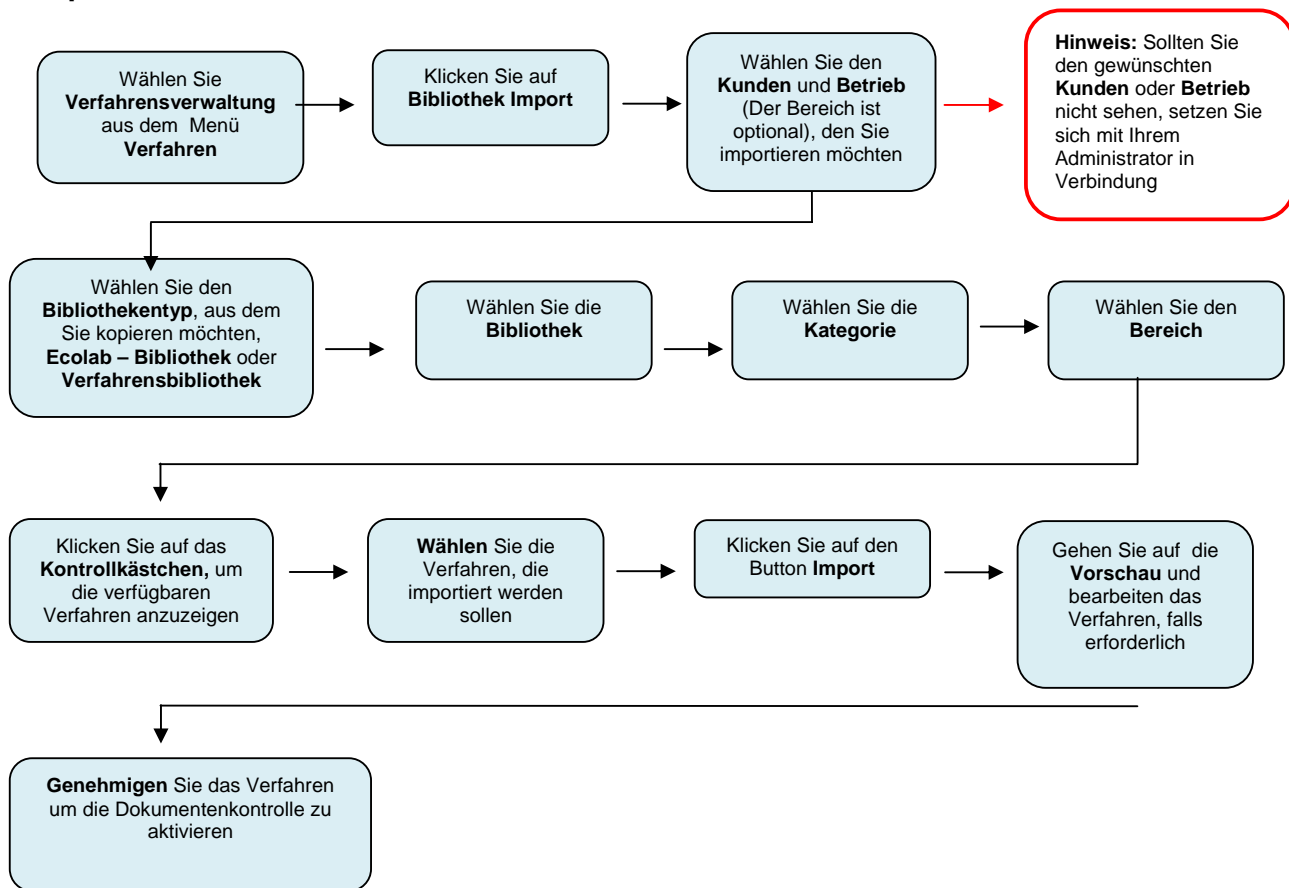 Wählen Sie
Verfahrensverwaltung
aus dem Menü
Verfahren
Klicken Sie auf
Bibliothek Import
Wählen Sie den
Kunden und Betrieb
(Der Bereich ist
optional), den Sie
importieren möchten
Hinweis: Sollten Sie
den gewünschten
Kunden oder Betrieb
nicht sehen, setzen Sie
sich mit Ihrem
Administrator in
Verbindung
Wählen Sie den
Bibliothekentyp, aus dem
Sie kopieren möchten,
Ecolab – Bibliothek oder
Verfahrensbibliothek
Wählen Sie die
Bibliothek
Wählen Sie die
Kategorie
Wählen Sie den
Bereich
Klicken Sie auf das
Kontrollkästchen, um
die verfügbaren
Verfahren anzuzeigen
Wählen Sie die
Verfahren, die
importiert werden
sollen
Klicken Sie auf den
Button Import
Gehen Sie auf die
Vorschau und
bearbeiten das
Verfahren, falls
erforderlich
Genehmigen Sie das Verfahren
um die Dokumentenkontrolle zu
aktivieren